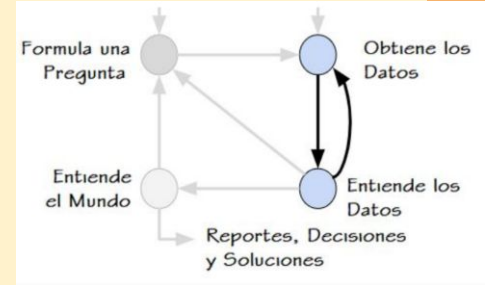 Formula una
Pregunta
Obtiene los
Datos
Entiende
el Mundo
Entiende los
Datos
Reportes, Decisiones
y Soluciones